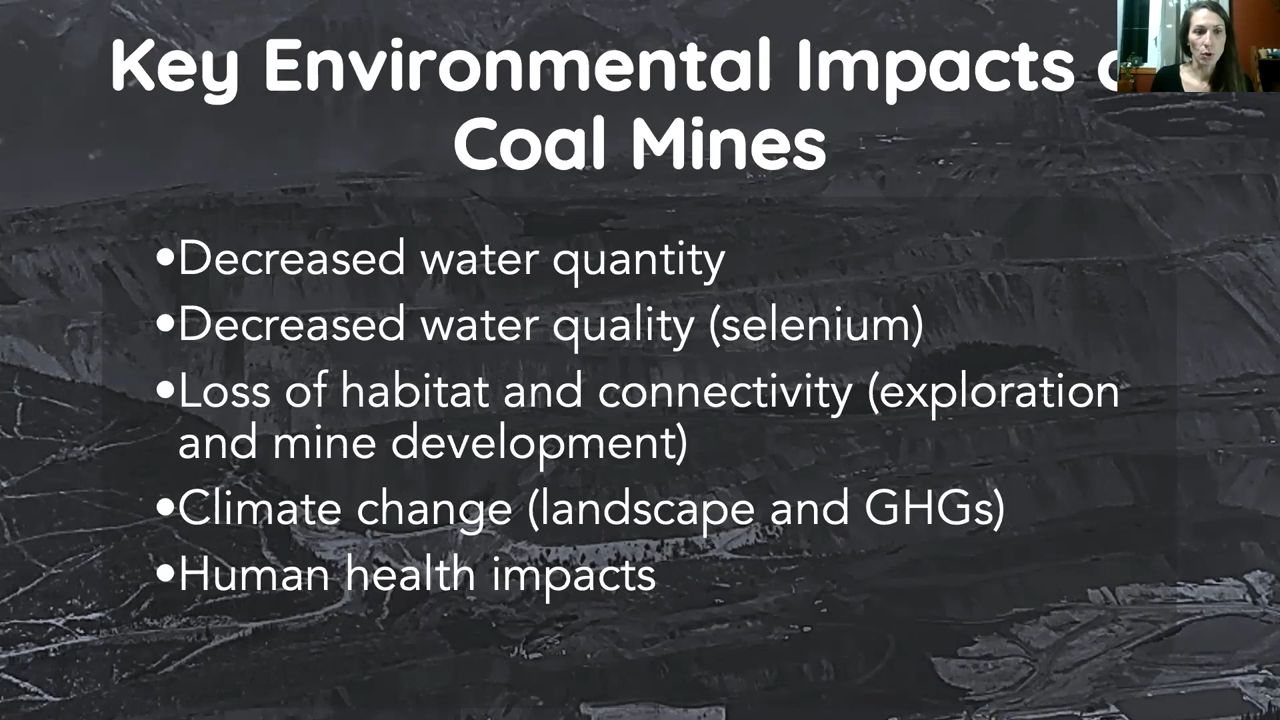 Key Environmental Impacts
Coal Mines
•Decreased water quantity
•Decreased water quality (selenium)
•Loss of habitat and connectivity (exploration
and mine development)
•Climate change (landscape and GHGs)
•Human health impacts